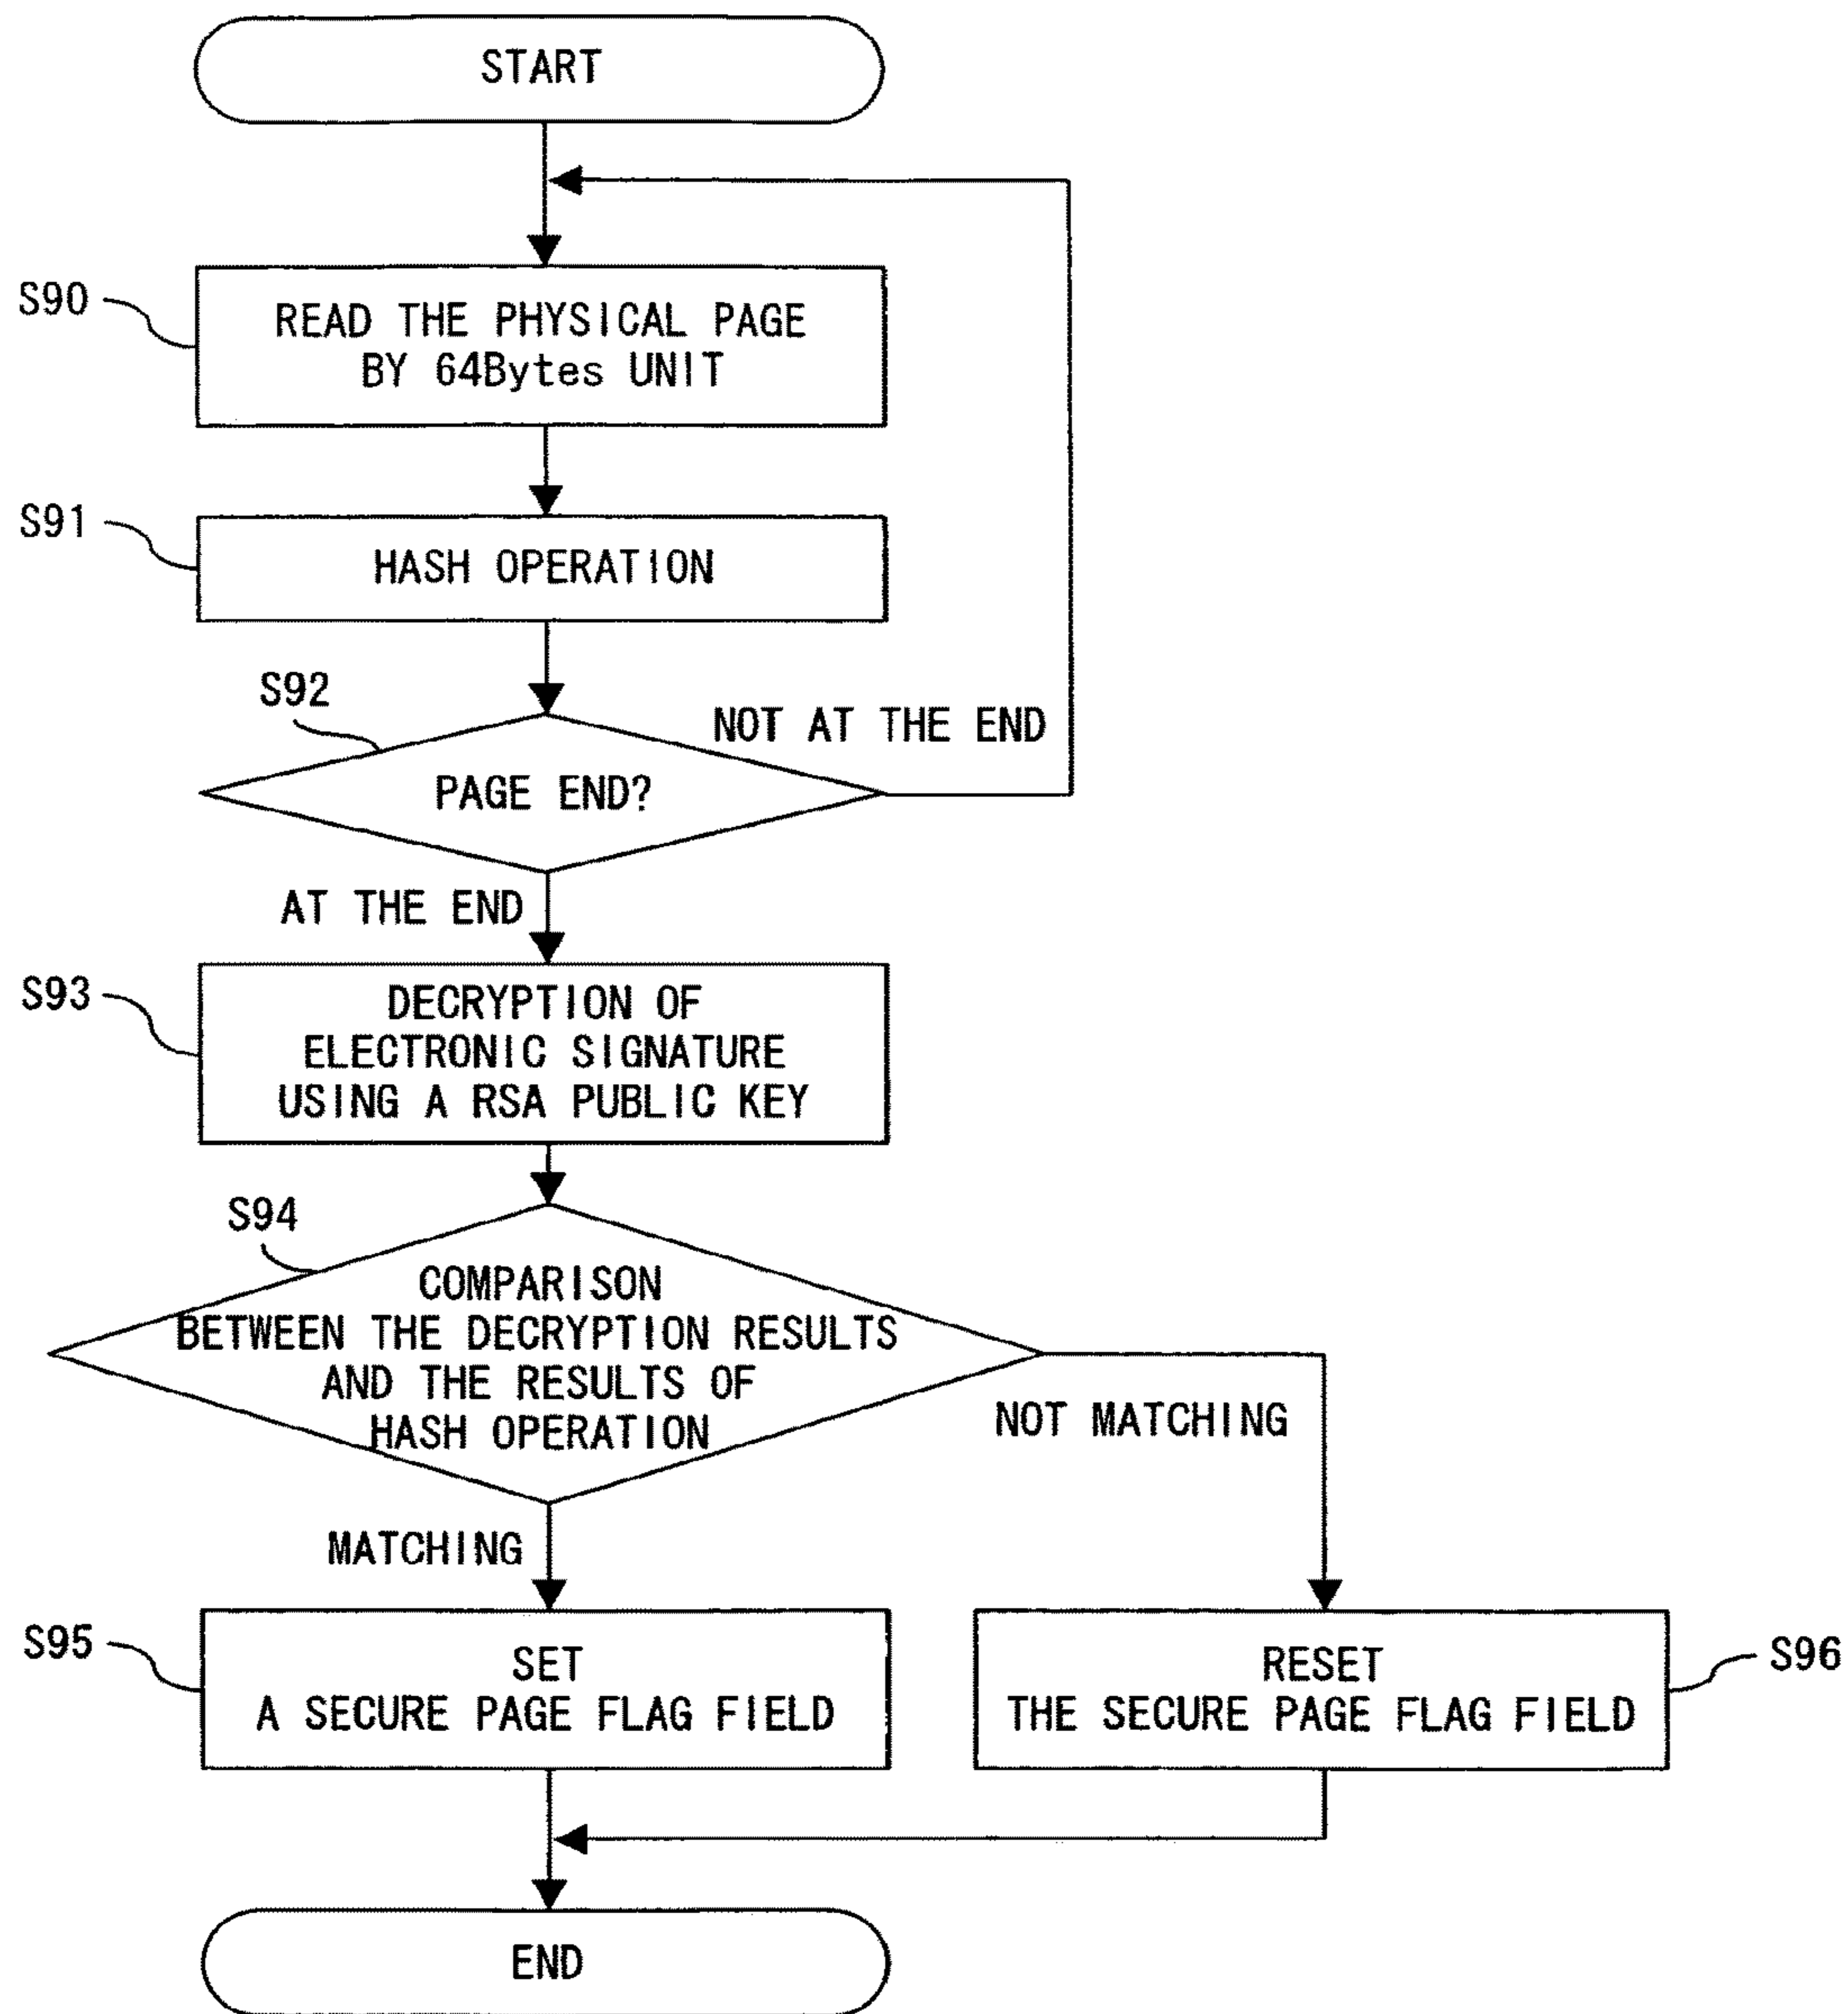 START
S90
READ THE PHYSICAL PAGE
BY 64Bytes UNIT
S91
HASH OPERATION
S92
NOT AT THE END
PAGE END?
AT THE END
S93
DECRYPTION OF
ELECTRONIC SIGNATURE
USING A RSA PUBLIC KEY
S94
COMPARISON
BETWEEN THE DECRYPTION RESULTS
AND THE RESULTS OF
HASH OPERATION
NOT MATCHING
MATCHING
S95
SET
A SECURE PAGE FLAG FIELD
RESET
THE SECURE PAGE FLAG FIELD
S96
END